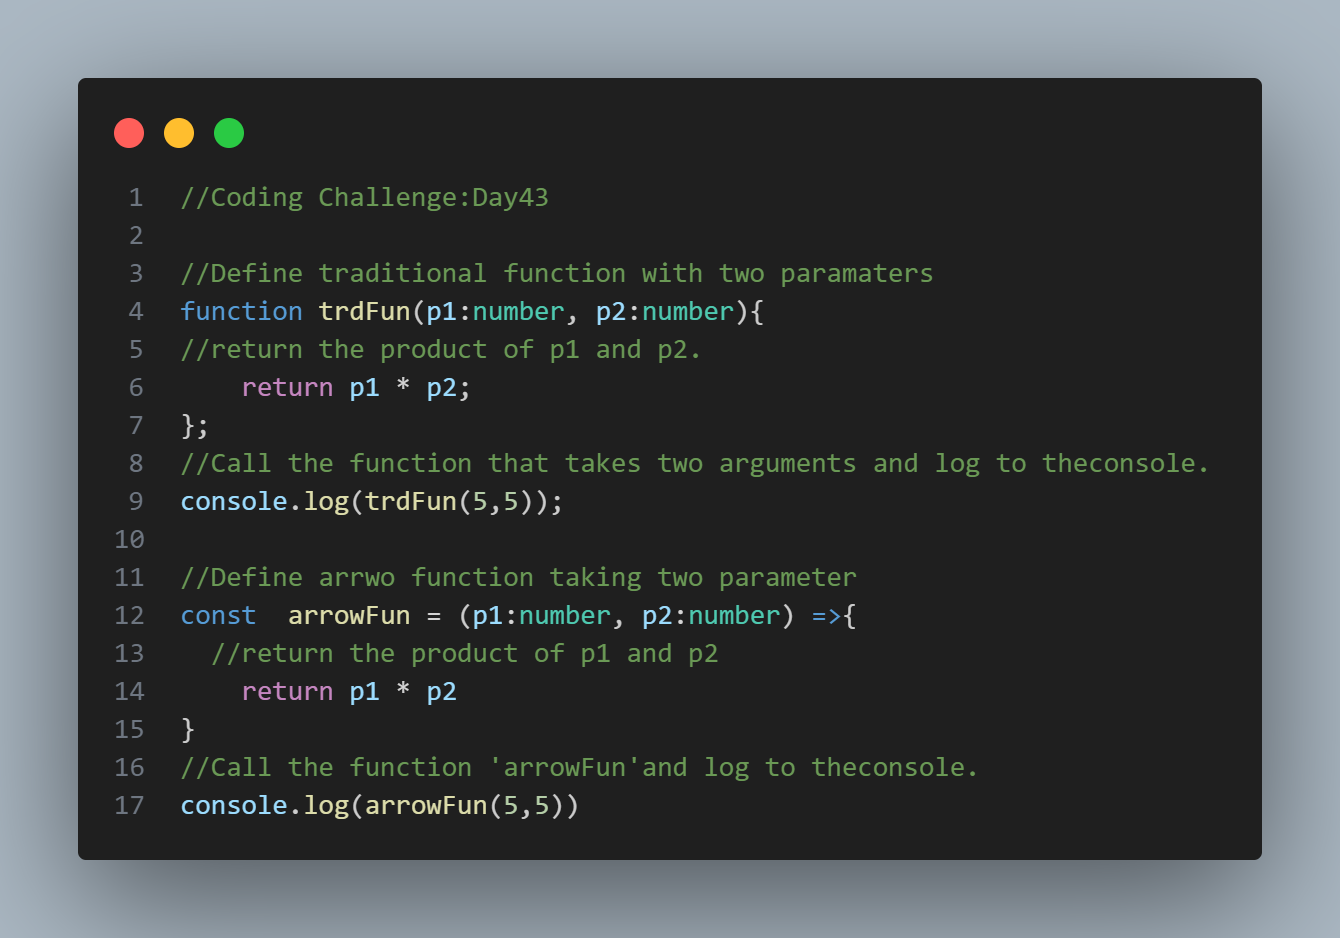 1 //Coding Challenge:Day43
2
3 //Define traditional function with two paramaters
4 function trdFun(p1:number, p2:number){
5 //return the product of p1 and p2.
6     return p1 * p2;
7 };
8 //Call the function that takes two arguments and log to theconsole.
9 console.log(trdFun(5,5));
10
11 //Define arrwo function taking two parameter
12 const  arrowFun = (p1:number, p2:number) =>{
13   //return the product of p1 and p2
14     return p1 * p2
15 }
16 //Call the function 'arrowFun'and log to theconsole.
17 console.log(arrowFun(5,5))